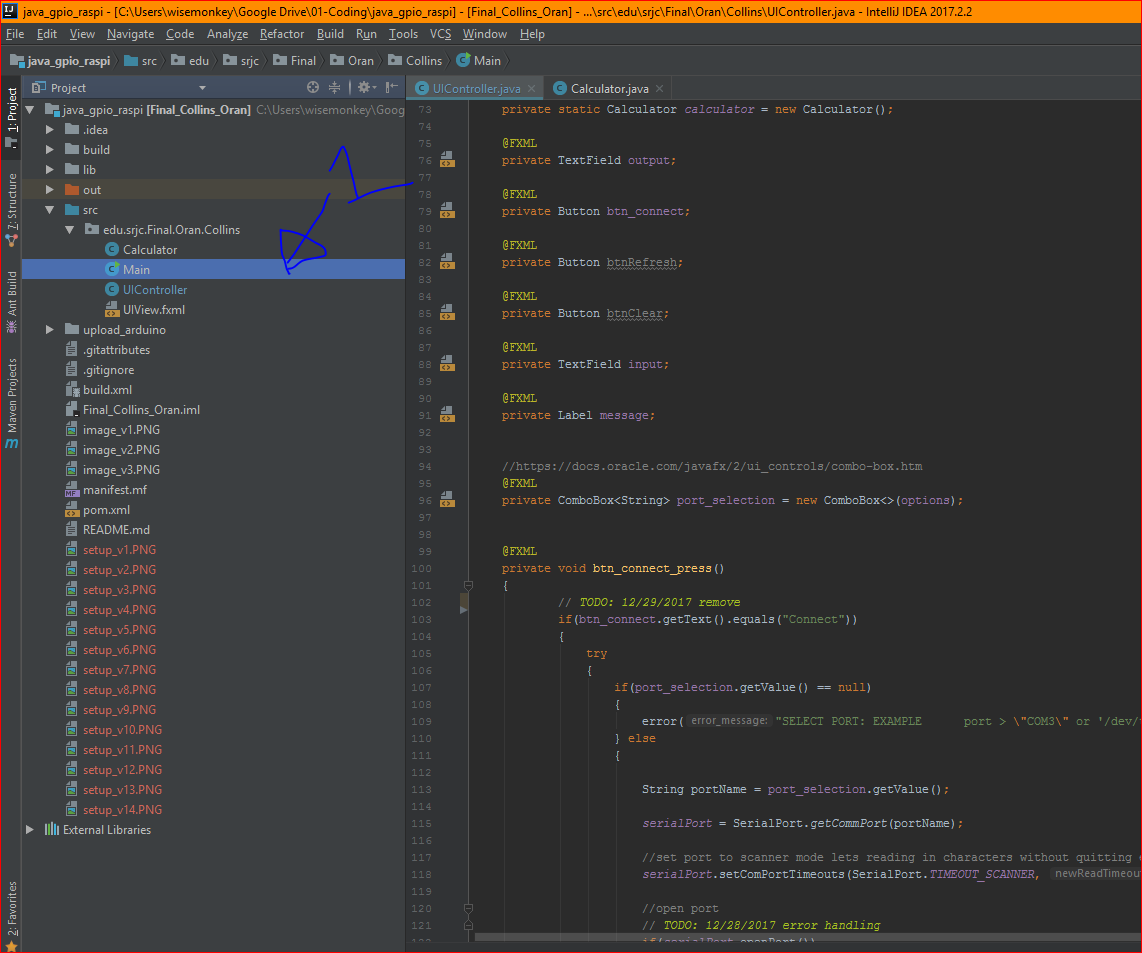 java_gpio_raspi - [C:\Users\wisemonkey\Google Drive\01-Coding\java_gpio_raspi] - [Final_Collins_Oran] - ...\src\edu\srjc\Final\Oran\Collins\UIController.java - IntelliJ IDEA 2017.2.2
File Edit View Navigate Code Analyze Refactor Build Run Tools VCS Window Help
java_gpio_raspi src edu srjc Final Oran Collins Main
1: Project
7: Structure
Ant Build
Maven Projects
2: Favorites
Project
java_gpio_raspi [Final_Collins_Oran] C:\Users\wisemonkey\Goog
.idea
build
lib
out
src
edu.srjc.Final.Oran.Collins
Calculator
Main
UIController
UIView.fxml
upload_arduino
.gitattributes
.gitignore
build.xml
Final_Collins_Oran.iml
image_v1.PNG
image_v2.PNG
image_v3.PNG
manifest.mf
pom.xml
README.md
setup_v1.PNG
setup_v2.PNG
setup_v3.PNG
setup_v4.PNG
setup_v5.PNG
setup_v6.PNG
setup_v7.PNG
setup_v8.PNG
setup_v9.PNG
setup_v10.PNG
setup_v11.PNG
setup_v12.PNG
setup_v13.PNG
setup_v14.PNG
External Libraries
UIController.java Calculator.java
73 private static Calculator calculator = new Calculator();
74
75 @FXML
76 private TextField output;
77
78 @FXML
79 private Button btn_connect;
80
81 @FXML
82 private Button btnRefresh;
83
84 @FXML
85 private Button btnClear;
86
87 @FXML
88 private TextField input;
89
90 @FXML
91 private Label message;
92
93
94 //https://docs.oracle.com/javafx/2/ui_controls/combo-box.htm
95 @FXML
96 private ComboBox<String> port_selection = new ComboBox<>(options);
97
98
99 @FXML
100 private void btn_connect_press()
101 {
102 // TODO: 12/29/2017 remove
103 if(btn_connect.getText().equals("Connect"))
104 {
105 try
106 {
107 if(port_selection.getValue() == null)
108 {
109 error( error_message: "SELECT PORT: EXAMPLE port > \"COM3\" or '/dev/
110 } else
111 {
112
113 String portName = port_selection.getValue();
114
115 serialPort = SerialPort.getCommPort(portName);
116
117 //set port to scanner mode lets reading in characters without quitting
118 serialPort.setComPortTimeouts(SerialPort.TIMEOUT_SCANNER, newReadTimeou
119
120 //open port
121 // TODO: 12/28/2017 error handling